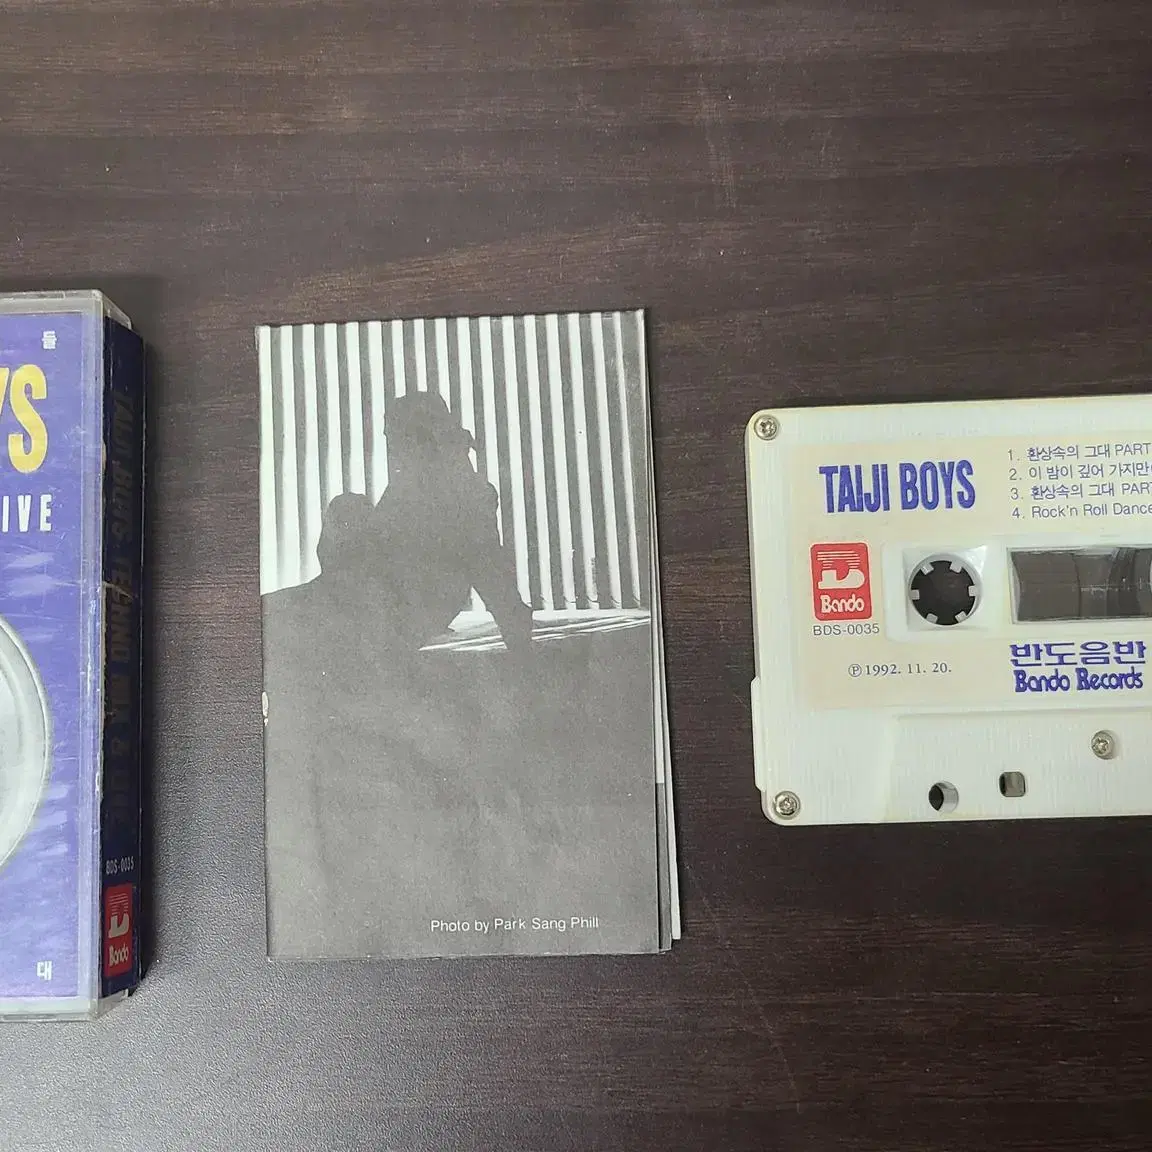 들
YS
IVE
대
TAIJI BOYS
BDS-0035
Bando
Photo by Park Sang Phill
TAIJI BOYS
1. 환상속의 그대 PART
2. 이 밤이 깊어 가지만
3. 환상속의 그대 PAR
4. Rock'n Roll Dance
Bando
BDS-0035
반도음반
Bando Records
Ⓟ 1992. 11. 20.